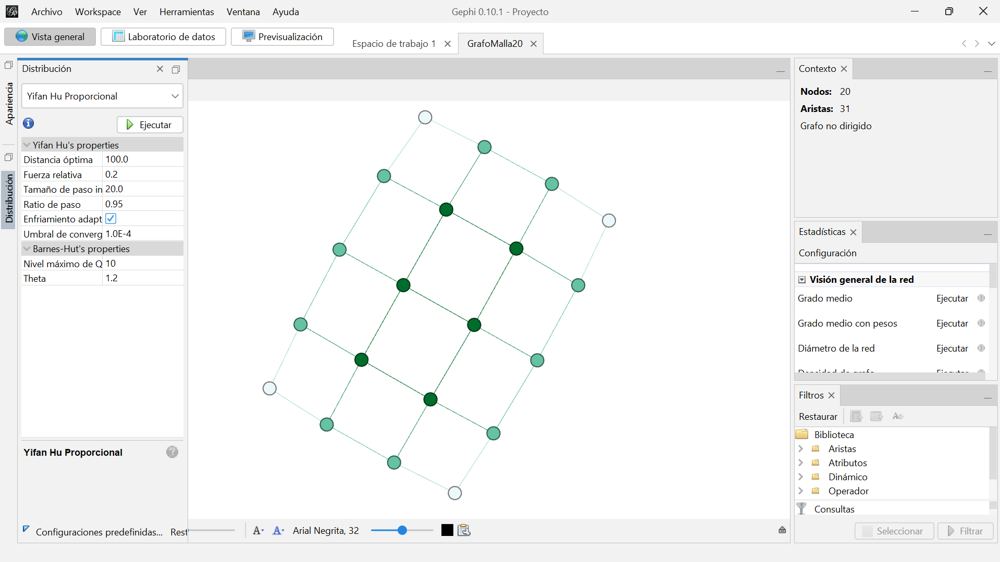 Archivo Workspace Ver Herramientas Ventana Ayuda Gephi 0.10.1 - Proyecto
Vista general Laboratorio de datos Previsualización Espacio de trabajo 1 GrafoMalla20
Apariencia
Distribución
Distribución
Yifan Hu Proporcional
Ejecutar
Yifan Hu's properties
Distancia óptima 100.0
Fuerza relativa 0.2
Tamaño de paso in 20.0
Ratio de paso 0.95
Enfriamiento adapt
Umbral de converg 1.0E-4
Barnes-Hut's properties
Nivel máximo de Q 10
Theta 1.2
Yifan Hu Proporcional
Configuraciones predefinidas... Rest
Arial Negrita, 32
Contexto
Nodos: 20
Aristas: 31
Grafo no dirigido
Estadísticas
Configuración
Visión general de la red
Grado medio Ejecutar
Grado medio con pesos Ejecutar
Diámetro de la red Ejecutar
Densidad de grafo Ejecutar
Filtros
Restaurar
Biblioteca
Aristas
Atributos
Dinámico
Operador
Consultas
Seleccionar Filtrar